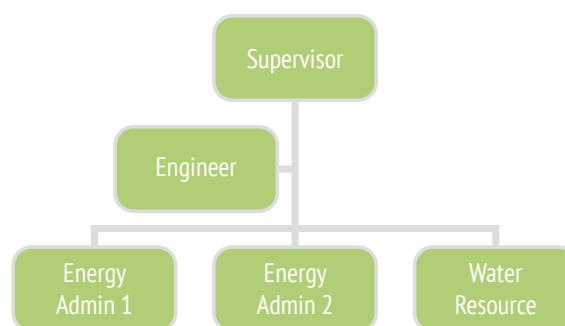 Supervisor
Engineer
Energy
Admin 1
Energy
Admin 2
Water
Resource